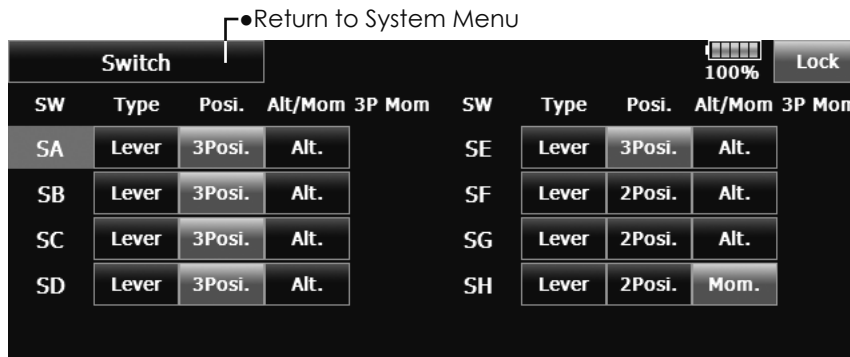 ●Return to System Menu
Switch 100% Lock
SW Type Posi. Alt/Mom 3P Mom SW Type Posi. Alt/Mom 3P Mom
SA Lever 3Posi. Alt. SE Lever 3Posi. Alt.
SB Lever 3Posi. Alt. SF Lever 2Posi. Alt.
SC Lever 3Posi. Alt. SG Lever 2Posi. Alt.
SD Lever 3Posi. Alt. SH Lever 2Posi. Mom.